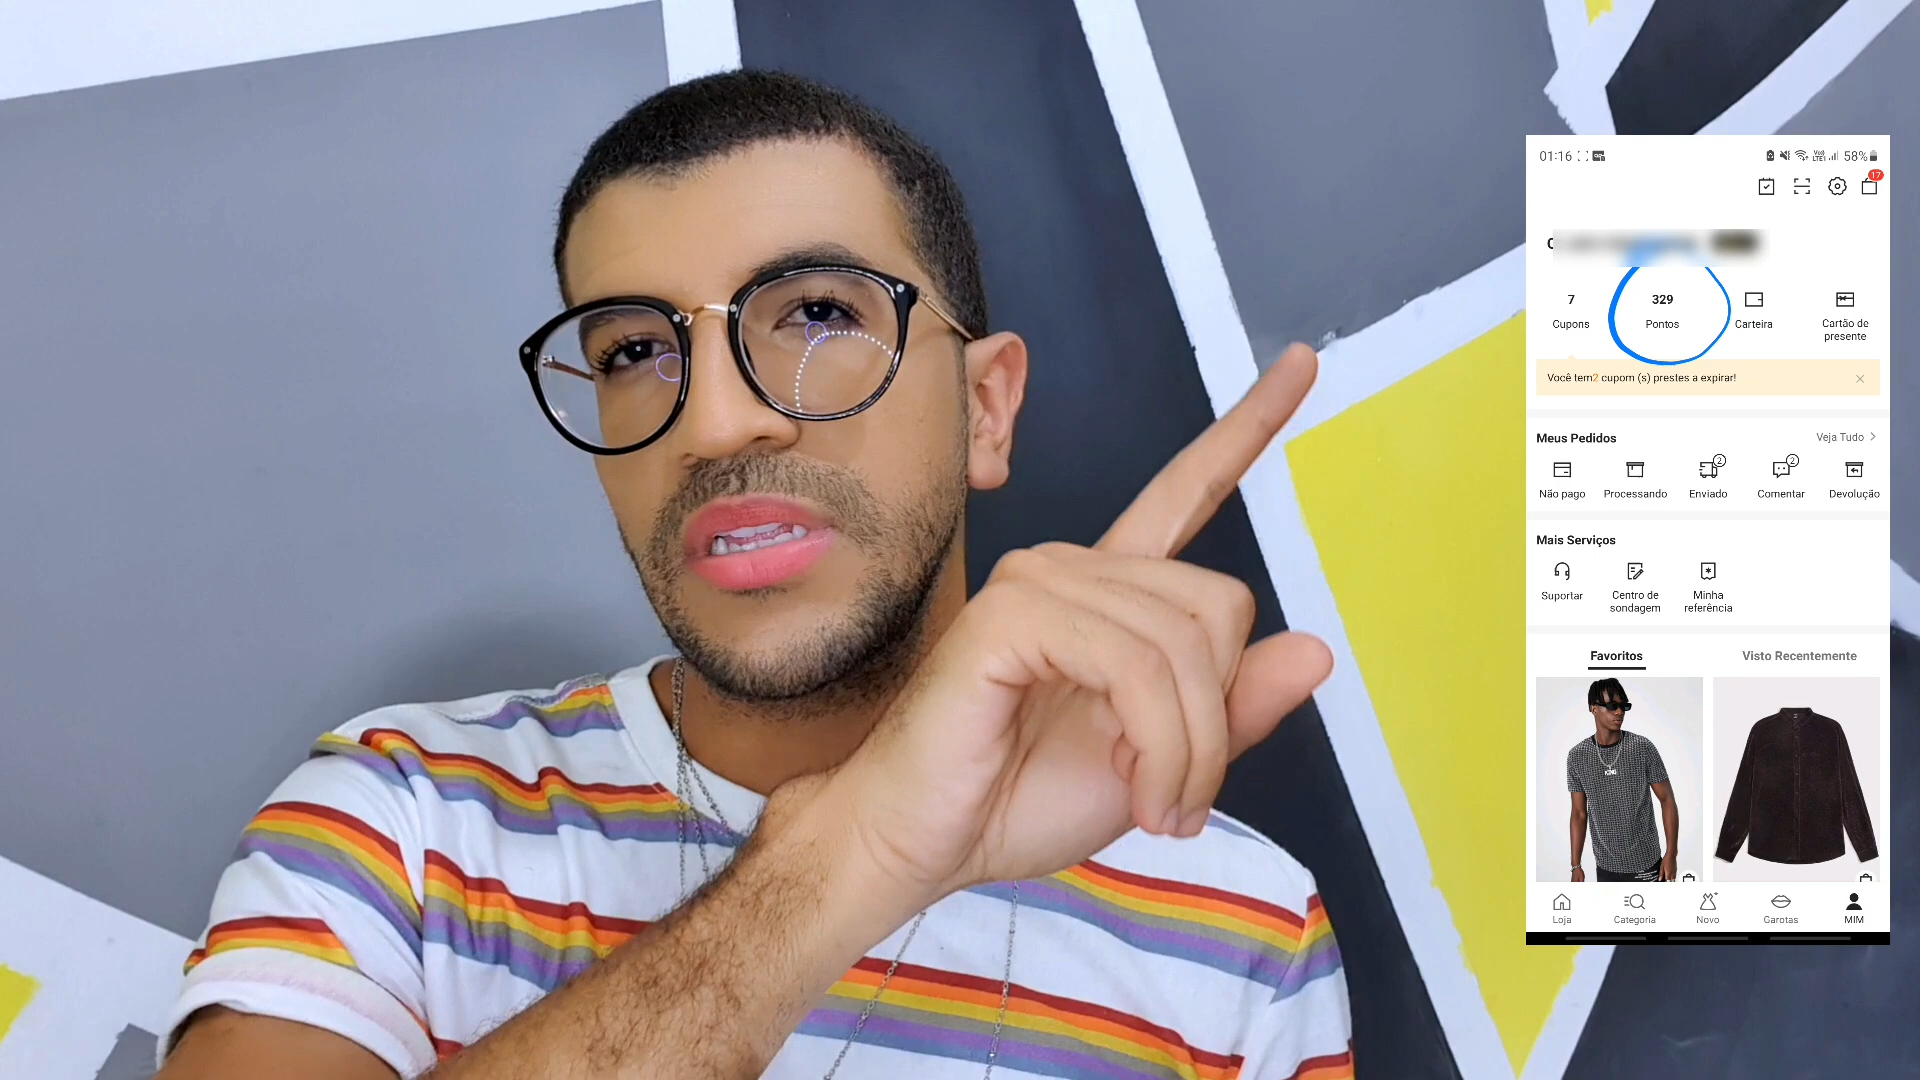 01:16
58%
17
7
329
Cupons
Pontos
Carteira
Cartão de
presente
Você tem2 cupom (s) prestes a expirar!
Meus Pedidos
Veja Tudo
2
2
Não pago
Processando
Enviado
Comentar
Devolução
Mais Serviços
Suportar
Centro de
sondagem
Minha
referência
Favoritos
Visto Recentemente
KING
Loja
Categoria
Novo
Garotas
MIM